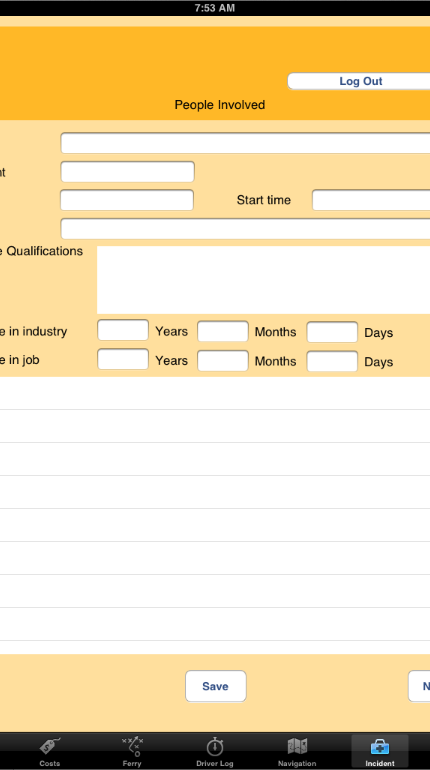 7:53 AM
Log Out
People Involved
Start time
Qualifications
in industry
Years
Months
Days
in job
Years
Months
Days
Save
N
Costs
Ferry
Driver Log
Navigation
Incident